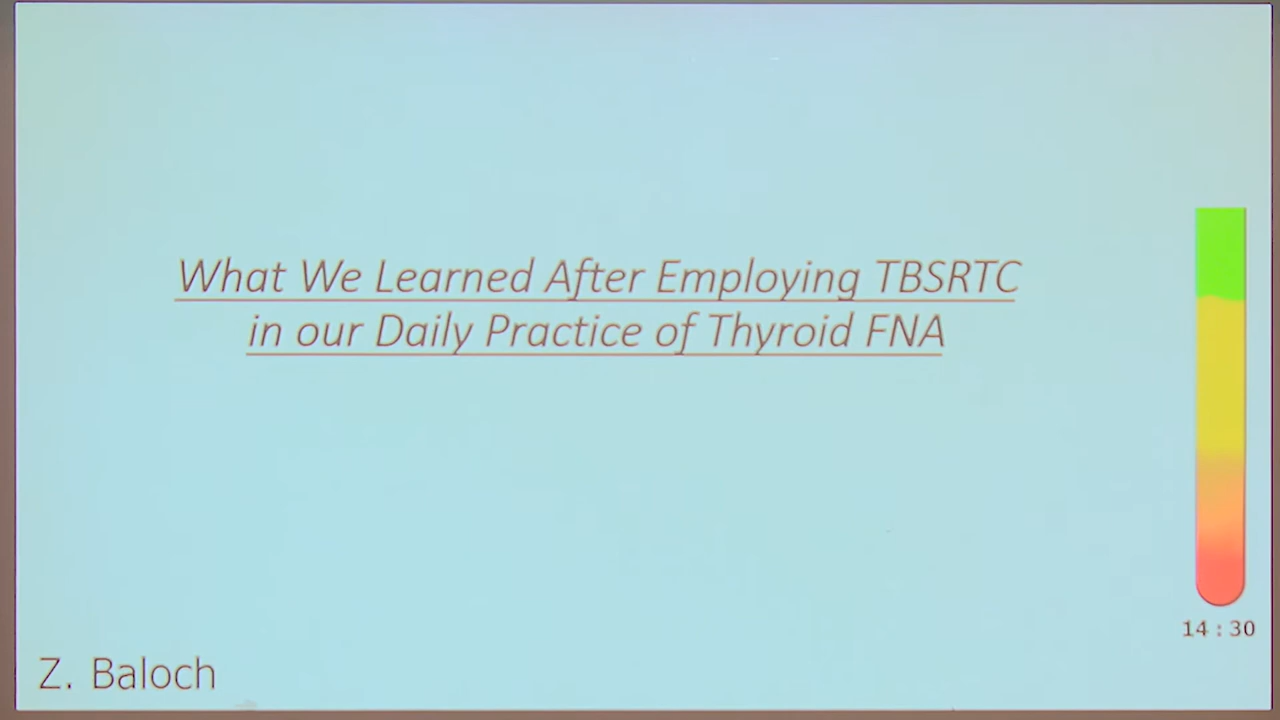 What We Learned After Employing TBSRTC
in our Daily Practice of Thyroid FNA
14:30
Z. Baloch